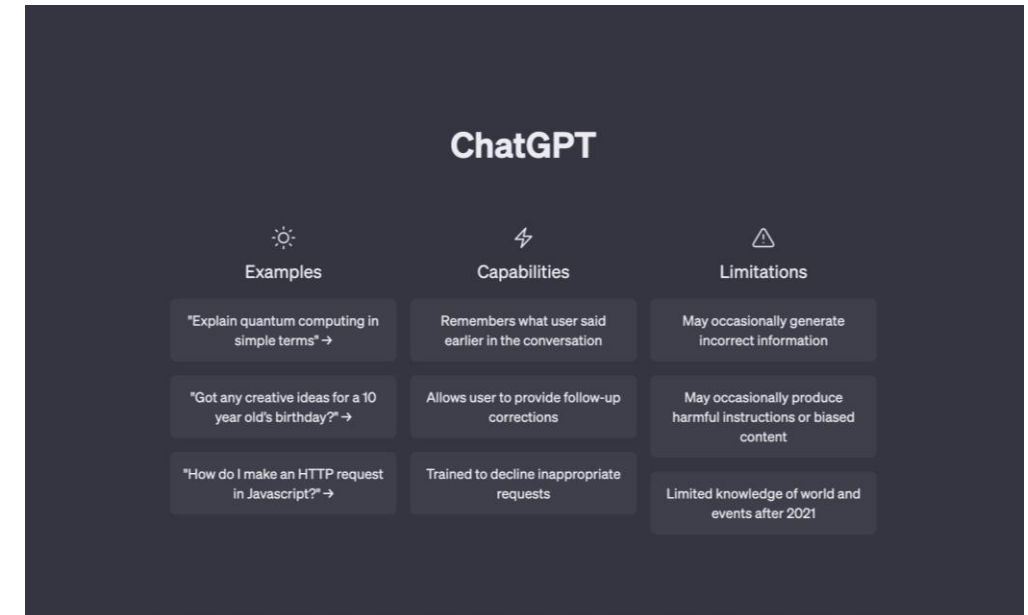 ChatGPT
Examples
"Explain quantum computing in
simple terms" →
"Got any creative ideas for a 10
year old's birthday?" →
"How do I make an HTTP request
in Javascript?" →
Capabilities
Remembers what user said
earlier in the conversation
Allows user to provide follow-up
corrections
Trained to decline inappropriate
requests
Limitations
May occasionally generate
incorrect information
May occasionally produce
harmful instructions or biased
content
Limited knowledge of world and
events after 2021